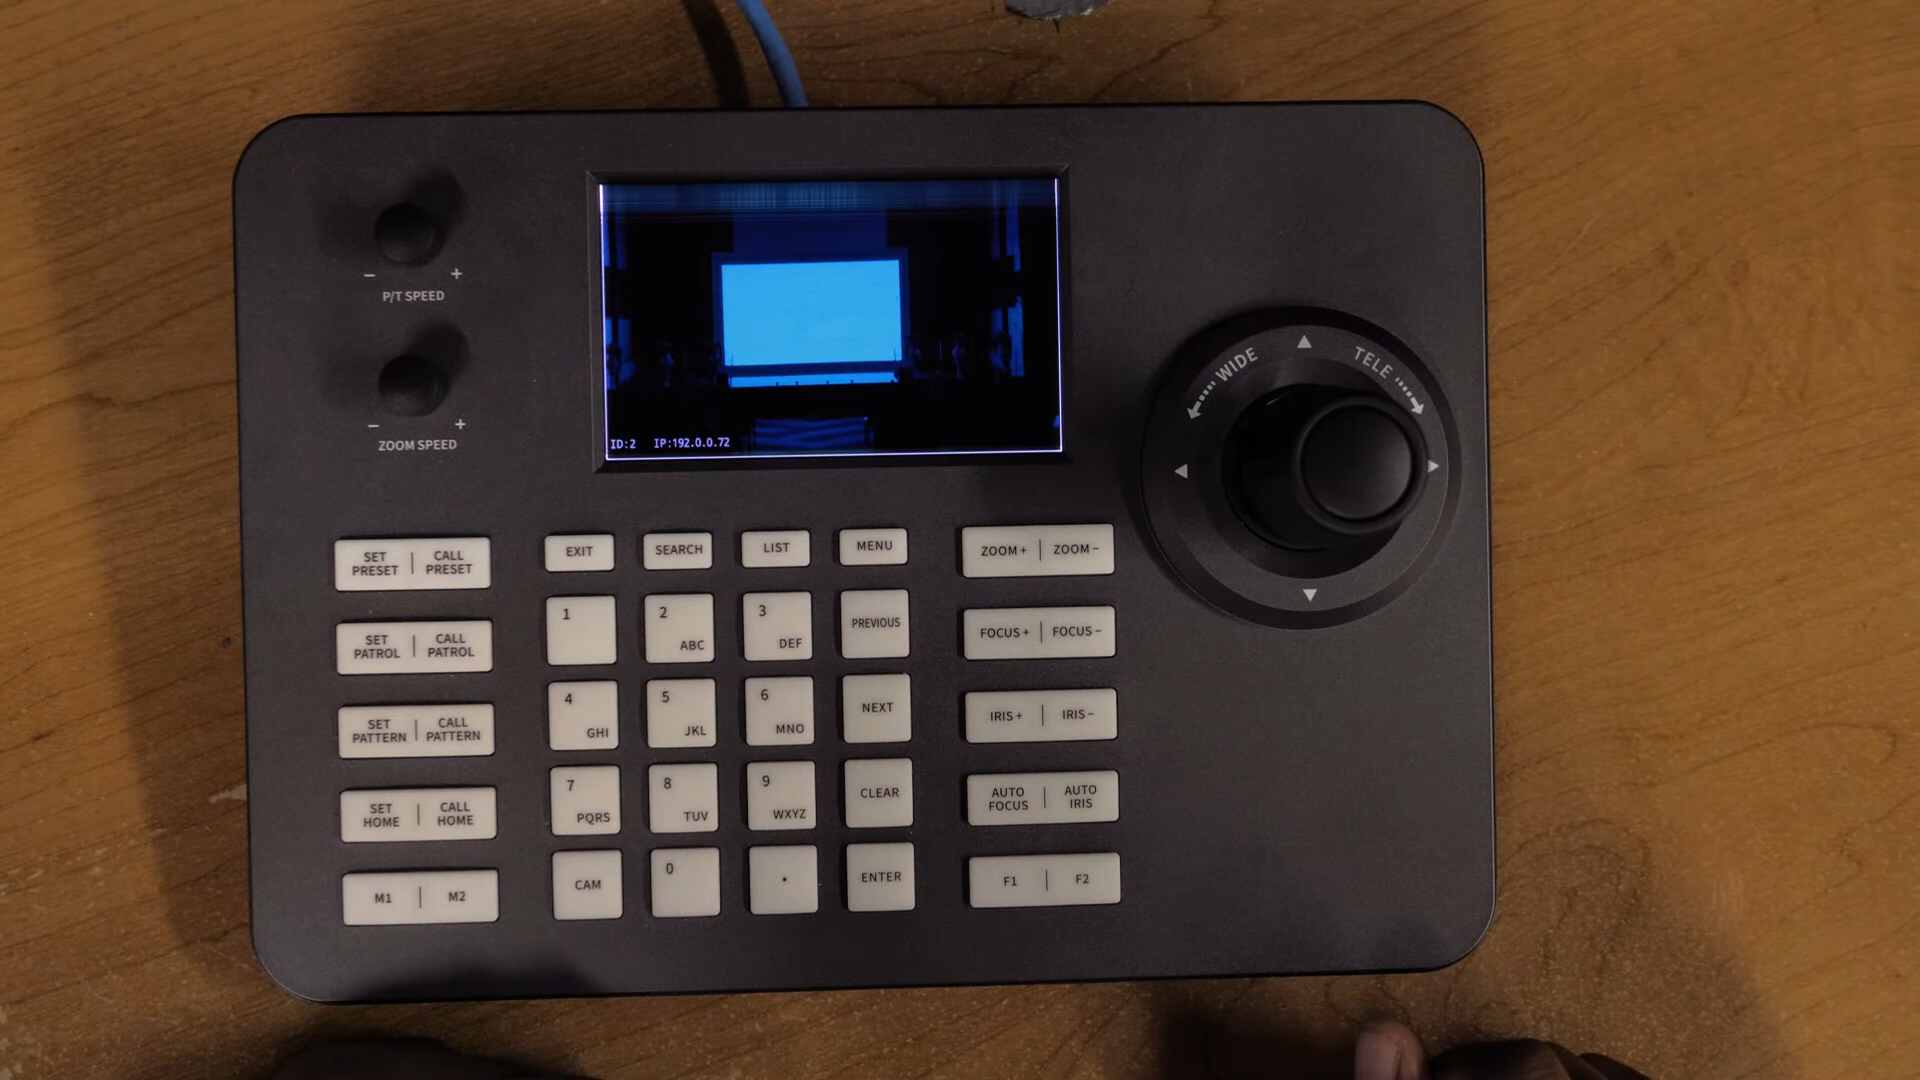 - +
P/T SPEED
- +
ZOOM SPEED
ID:2 IP:192.0.0.72
WIDE TELE
SET PRESET | CALL PRESET
SET PATROL | CALL PATROL
SET PATTERN | CALL PATTERN
SET HOME | CALL HOME
M1 | M2
EXIT SEARCH LIST MENU
1 2 ABC 3 DEF PREVIOUS
4 GHI 5 JKL 6 MNO NEXT
7 PQRS 8 TUV 9 WXYZ CLEAR
CAM 0 . ENTER
ZOOM + | ZOOM -
FOCUS + | FOCUS -
IRIS + | IRIS -
AUTO FOCUS | AUTO IRIS
F1 | F2